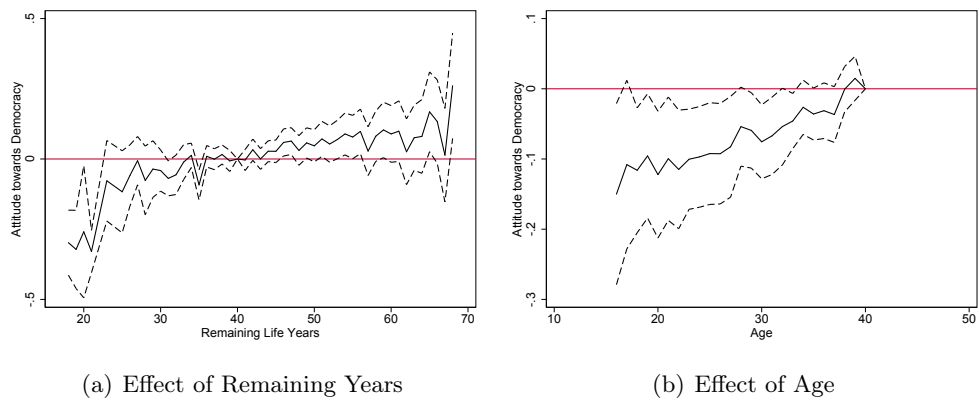 .5
0
-.5
Attitude towards Democracy
20 30 40 50 60 70
Remaining Life Years
.1
0
-.1
-.2
-.3
Attitude towards Democracy
10 20 30 40 50
Age
(a) Effect of Remaining Years
(b) Effect of Age